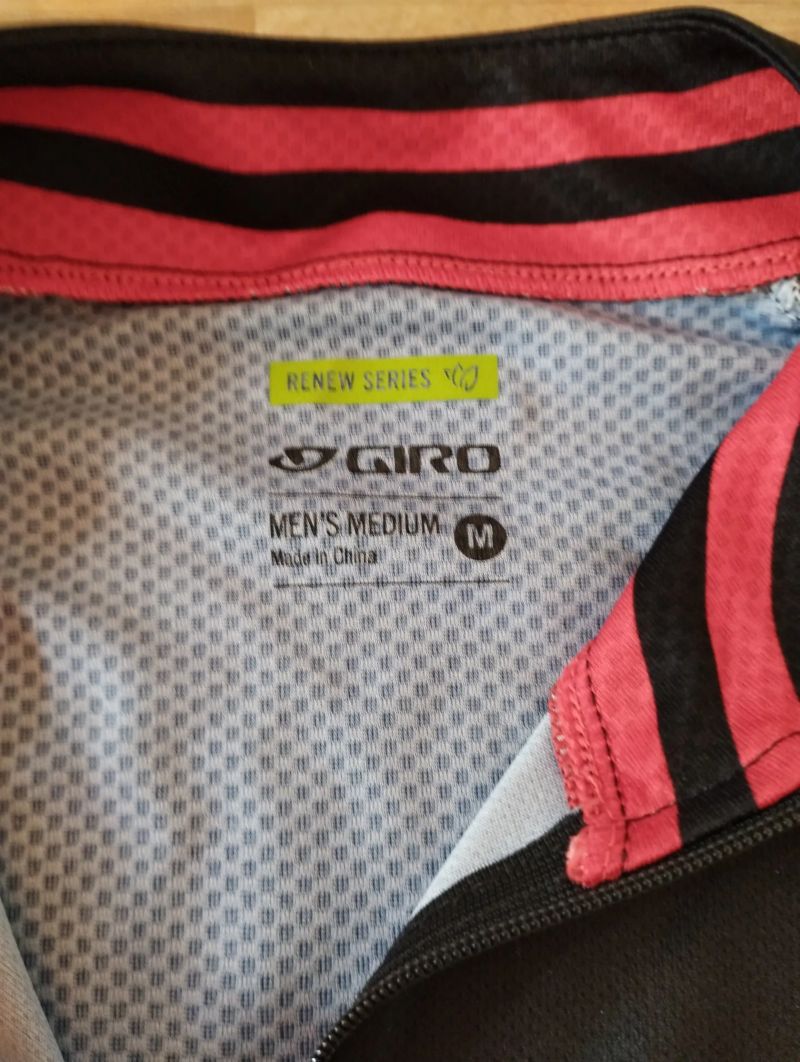 RENEW SERIES
GIRO
MEN'S MEDIUM M
Made in China